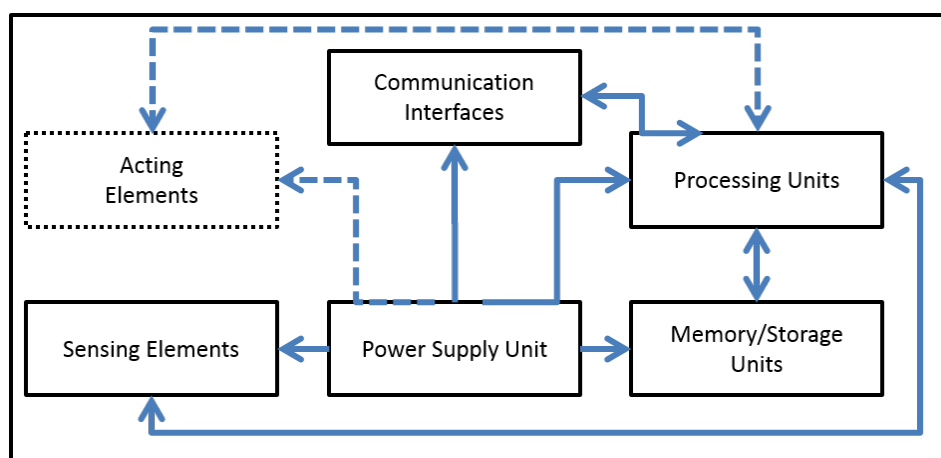 Communication
Interfaces
Acting
Elements
Processing Units
Sensing Elements
Power Supply Unit
Memory/Storage
Units